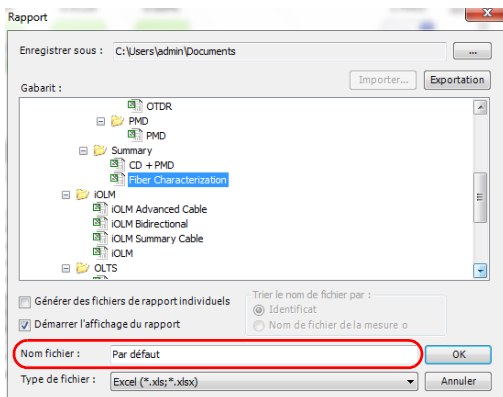 Rapport
Enregistrer sous : C:\Users\admin\Documents ...
Gabarit : Importer... Exportation
OTDR
PMD
PMD
Summary
CD + PMD
Fiber Characterization
iOLM
iOLM Advanced Cable
iOLM Bidirectional
iOLM Summary Cable
iOLM
OLTS
Générer des fichiers de rapport individuels
Démarrer l'affichage du rapport
Trier le nom de fichier par :
Identificat
Nom de fichier de la mesure o
Nom fichier : Par défaut OK
Type de fichier : Excel (*.xls;*.xlsx) Annuler